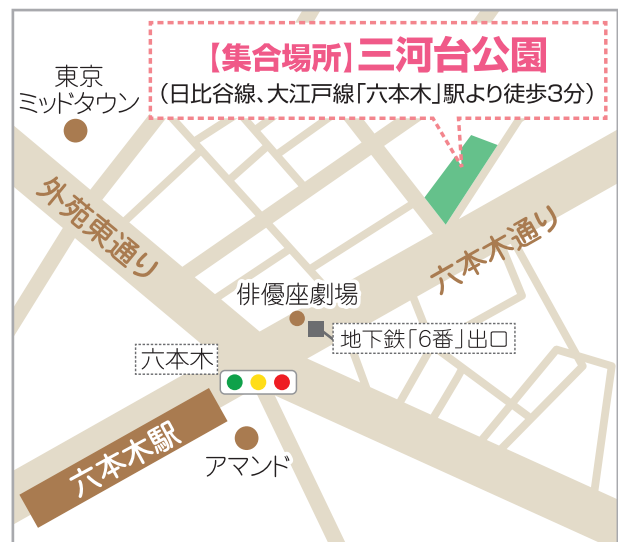 【集合場所】三河台公園
（日比谷線、大江戸線「六本木」駅より徒歩3分）
東京
ミッドタウン
外苑東通り
六本木通り
俳優座劇場
地下鉄「6番」出口
六本木
六本木駅
アマンド